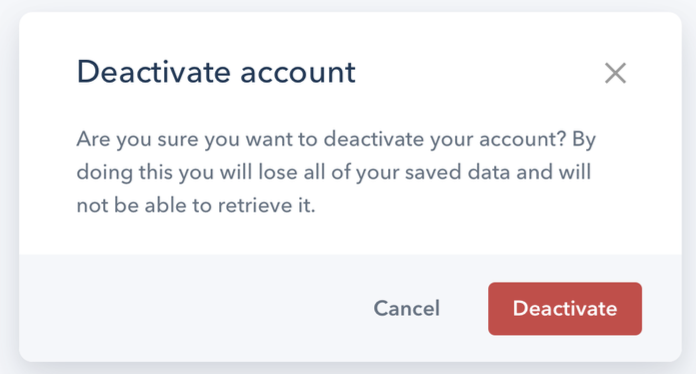 Deactivate account
Are you sure you want to deactivate your account? By
doing this you will lose all of your saved data and will
not be able to retrieve it.
Cancel
Deactivate